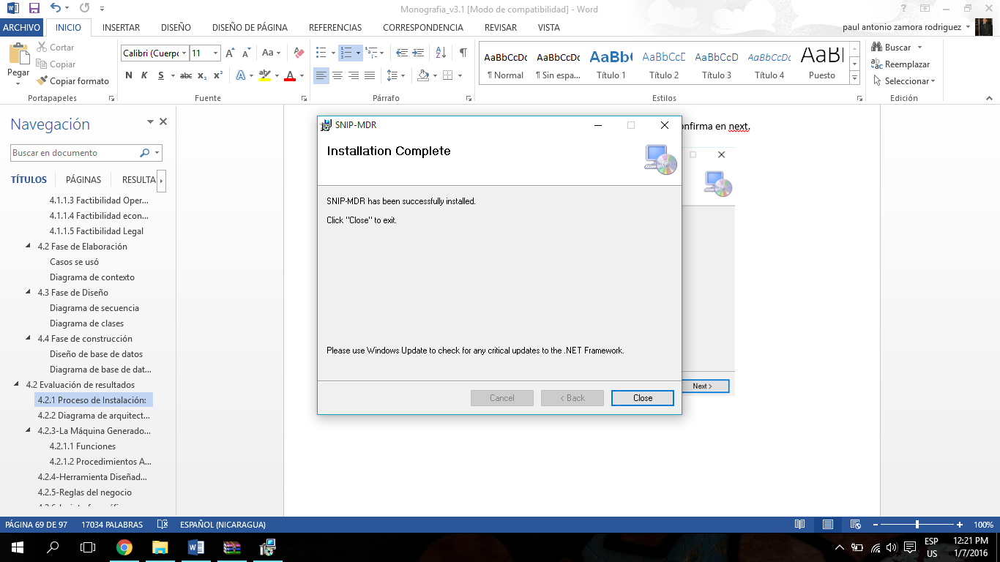 Monografia_v3.1 [Modo de compatibilidad] - Word
ARCHIVO INICIO INSERTAR DISEÑO DISEÑO DE PÁGINA REFERENCIAS CORRESPONDENCIA REVISAR VISTA
paul antonio zamora rodriguez
Pegar
Cortar
Copiar
Copiar formato
Portapapeles
Calibri (Cuerpo 11
N K S abc x₂ x²
Fuente
Párrafo
AaBbCcDc AaBbCcDc AaBb( AaBbCcD AaBbCcD AaBbCcDc AaBl
¶ Normal ¶ Sin espa... Título 1 Título 2 Título 3 Título 4 Puesto
Estilos
Buscar
Reemplazar
Seleccionar
Edición
Navegación
Buscar en documento
TÍTULOS PÁGINAS RESULTA
4.1.1.3 Factibilidad Oper...
4.1.1.4 Factibilidad econ...
4.1.1.5 Factibilidad Legal
4.2 Fase de Elaboración
Casos se usó
Diagrama de contexto
4.3 Fase de Diseño
Diagrama de secuencia
Diagrama de clases
4.4 Fase de construcción
Diseño de base de datos
Diagrama de base de dat...
4.2 Evaluación de resultados
4.2.1 Proceso de Instalación:
4.2.2 Diagrama de arquitect...
4.2.3-La Máquina Generado...
4.2.1.1 Funciones
4.2.1.2 Procedimientos A...
4.2.4-Herramienta Diseñad...
4.2.5-Reglas del negocio
onfirma en next.
Next >
SNIP-MDR
Installation Complete
SNIP-MDR has been successfully installed.
Click "Close" to exit.
Please use Windows Update to check for any critical updates to the .NET Framework.
Cancel < Back Close
PÁGINA 69 DE 97 17034 PALABRAS ESPAÑOL (NICARAGUA) 100%
ESP 12:21 PM
US 1/7/2016